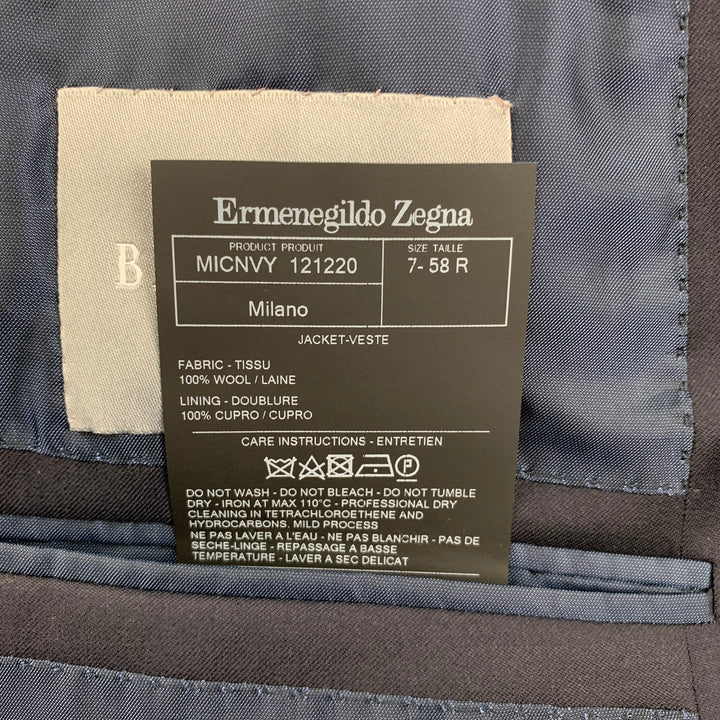 B
Ermenegildo Zegna
PRODUCT PRODUIT
MICNVY 121220
SIZE TAILLE
7- 58 R
Milano
JACKET-VESTE
FABRIC - TISSU
100% WOOL / LAINE
LINING - DOUBLURE
100% CUPRO / CUPRO
CARE INSTRUCTIONS - ENTRETIEN
P
DO NOT WASH - DO NOT BLEACH - DO NOT TUMBLE
DRY - IRON AT MAX 110°C - PROFESSIONAL DRY
CLEANING IN TETRACHLOROETHENE AND
HYDROCARBONS, MILD PROCESS
NE PAS LAVER A L'EAU - NE PAS BLANCHIR - PAS DE
SECHE-LINGE - REPASSAGE A BASSE
TEMPERATURE - LAVER A SEC DELICAT